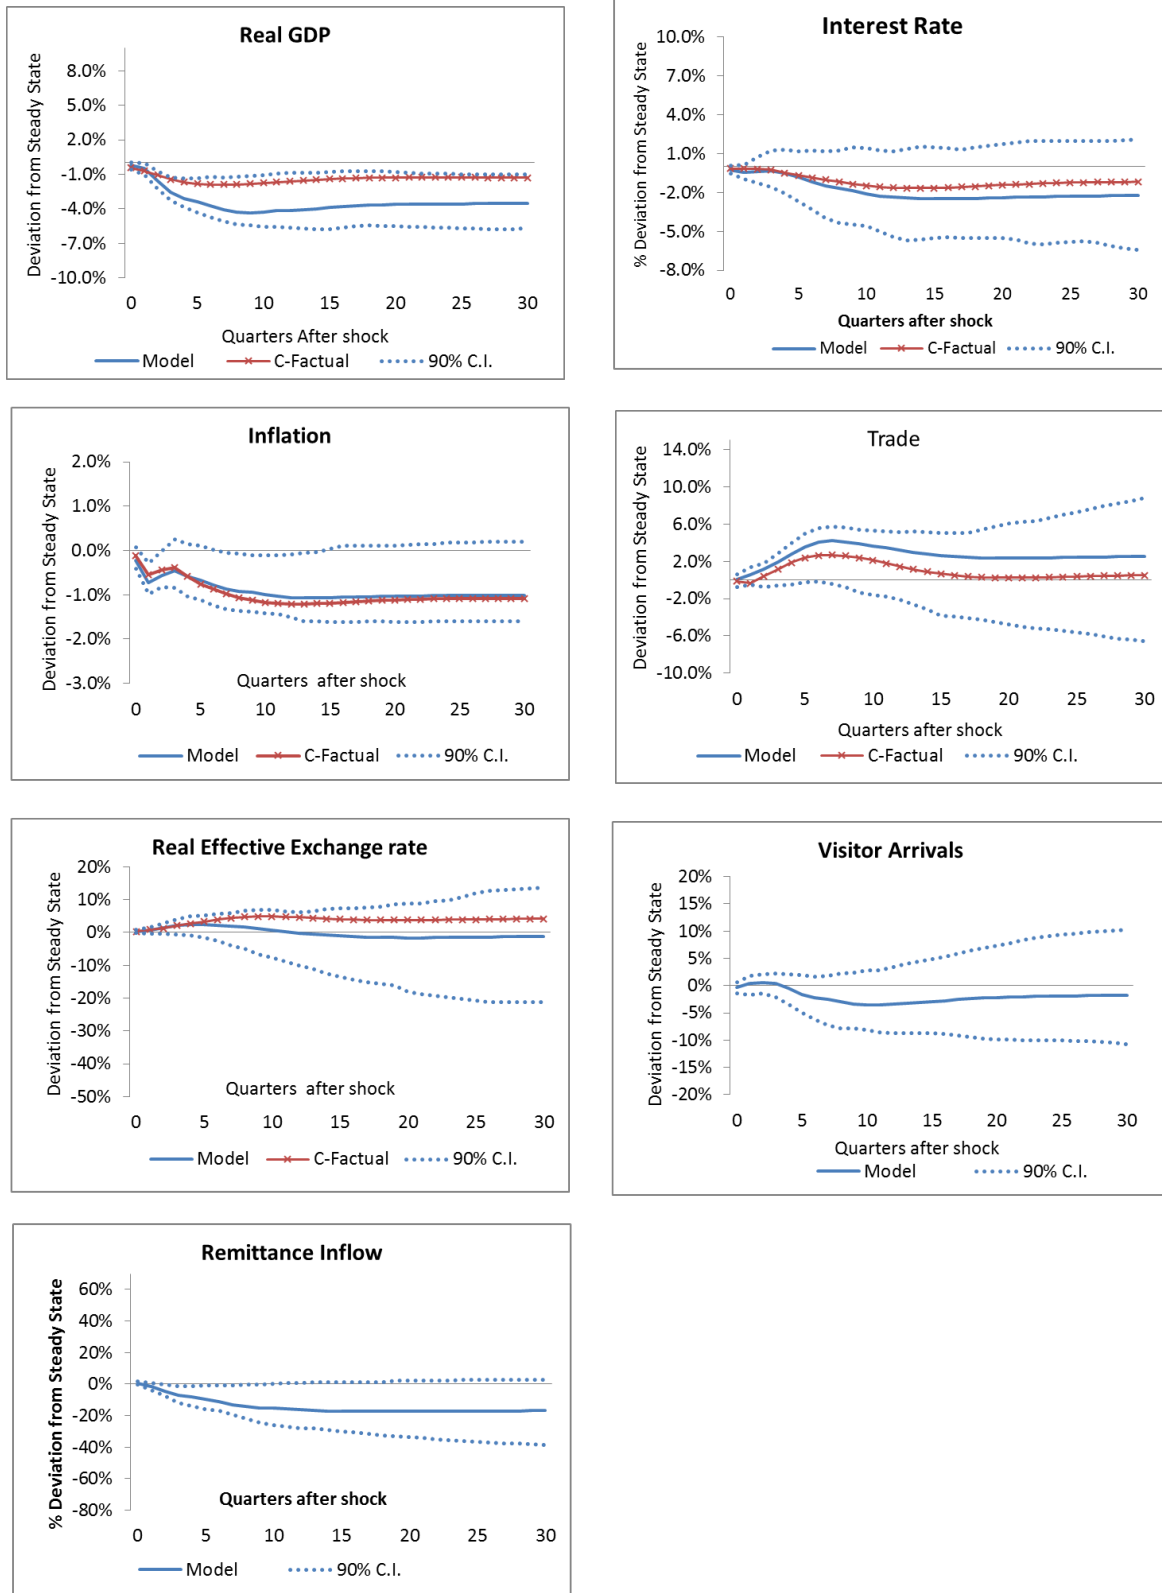 Real GDP
Deviation from Steady State
8.0%
5.0%
2.0%
-1.0%
-4.0%
-7.0%
-10.0%
0 5 10 15 20 25 30
Quarters After shock
Model C-Factual 90% C.I.
Interest Rate
% Deviation from Steady State
10.0%
7.0%
4.0%
1.0%
-2.0%
-5.0%
-8.0%
0 5 10 15 20 25 30
Quarters after shock
Model C-Factual 90% C.I.
Inflation
Deviation from Steady State
2.0%
1.0%
0.0%
-1.0%
-2.0%
-3.0%
Quarters after shock
0 5 10 15 20 25 30
Model C-Factual 90% C.I.
Trade
Deviation from Steady State
14.0%
10.0%
6.0%
2.0%
-2.0%
-6.0%
-10.0%
0 5 10 15 20 25 30
Quarters after shock
Model C-Factual 90% C.I.
Real Effective Exchange rate
Deviation from Steady State
20%
10%
0%
-10%
-20%
-30%
-40%
-50%
Quarters after shock
0 5 10 15 20 25 30
Model C-Factual 90% C.I.
Visitor Arrivals
Deviation from Steady State
20%
15%
10%
5%
0%
-5%
-10%
-15%
-20%
0 5 10 15 20 25 30
Quarters after shock
Model 90% C.I.
Remittance Inflow
% Deviation from Steady State
60%
40%
20%
0%
-20%
-40%
-60%
-80%
Quarters after shock
0 5 10 15 20 25 30
Model 90% C.I.